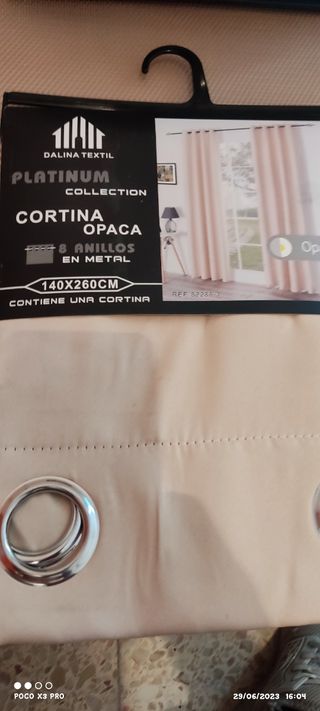 DALINA TEXTIL
PLATINUM
COLLECTION
CORTINA
OPACA
8 ANILLOS
EN METAL
140X260CM
CONTIENE UNA CORTINA
Op
POCO X3 PRO
29/06/2023 16:04